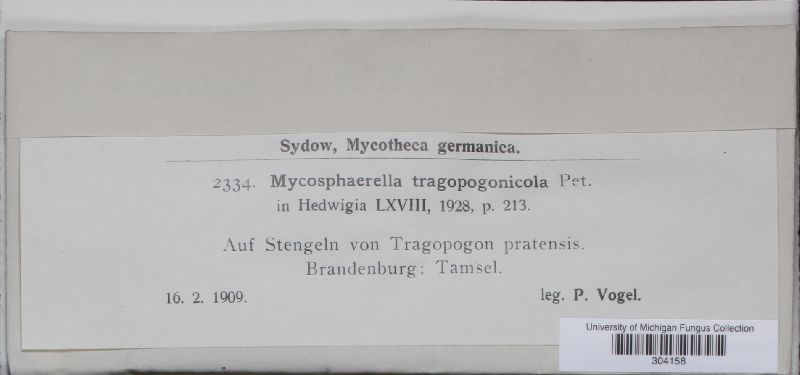 Sydow, Mycotheca germanica.
2334. Mycosphaerella tragopogonicola Pet.
in Hedwigia LXVIII, 1928, p. 213.
Auf Stengeln von Tragopogon pratensis.
Brandenburg: Tamsel.
16. 2. 1909. leg. P. Vogel.
University of Michigan Fungus Collection
304158